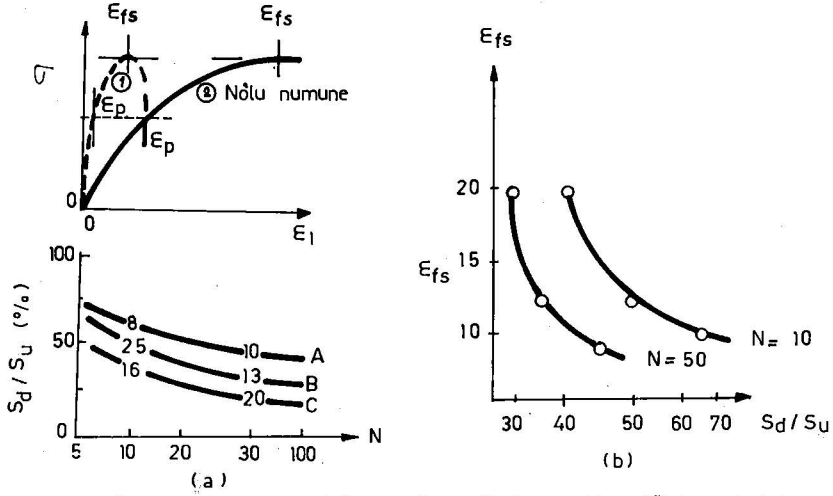 εfs εfs
σ
① ② Nôlu numune
εp
εp
0
0 ε1
100
50
0
Sd/Su (%)
8 10 A
25 13 B
16 20 C
5 10 20 30 100 N
(a)
εfs
20
15
εfs
10
N=50 N=10
30 40 50 60 70 Sd/Su
(b)